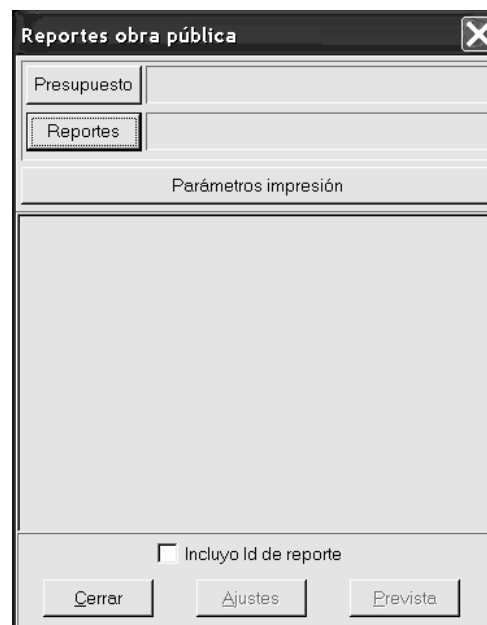 Reportes obra pública
Presupuesto
Reportes
Parámetros impresión
Incluyo Id de reporte
Cerrar Ajustes Prevista